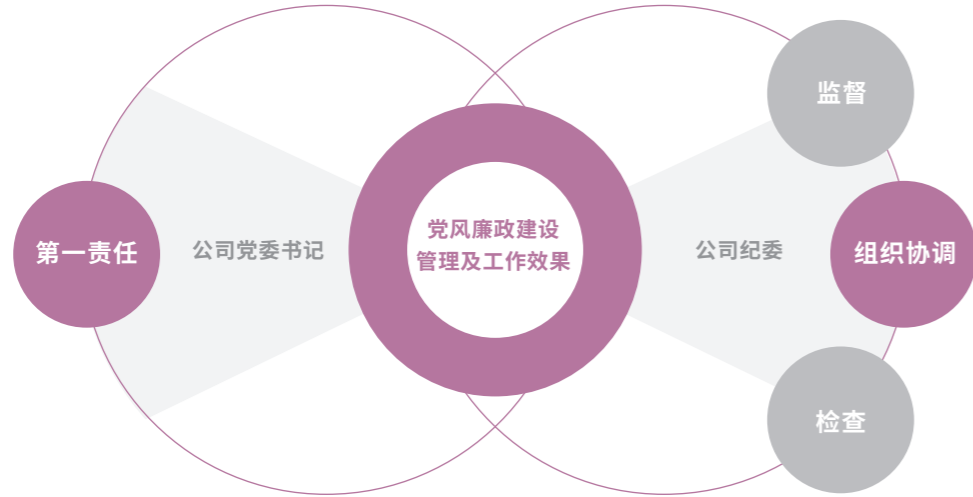 监督
第一责任
公司党委书记
党风廉政建设
管理及工作效果
公司纪委
组织协调
检查